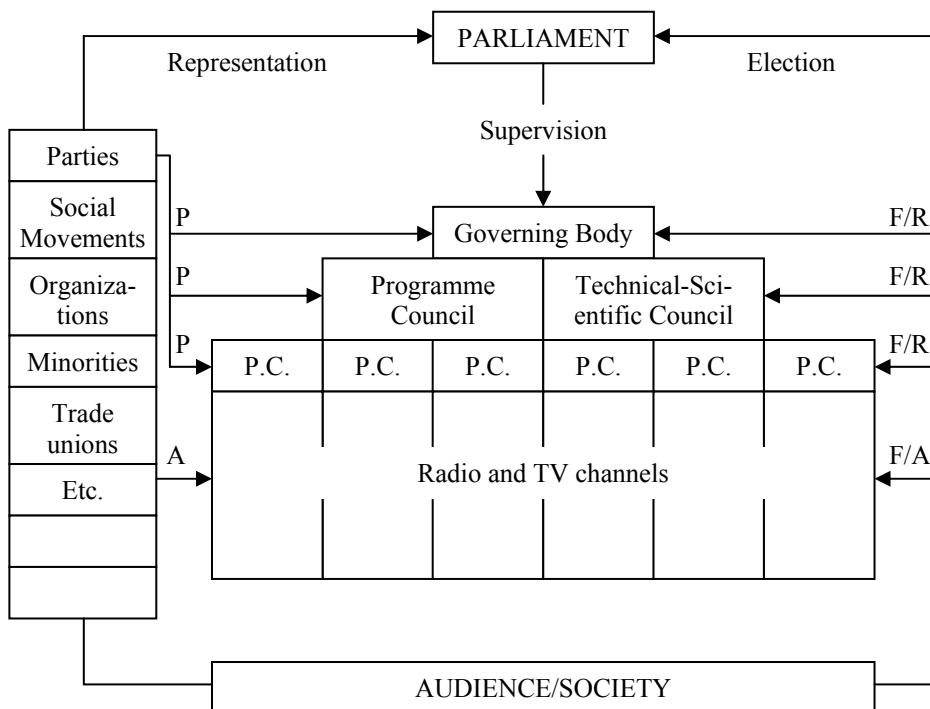 PARLIAMENT
Representation
Election
Supervision
Parties
Social
Movements
Organiza-
tions
Minorities
Trade
unions
Etc.
P
P
P
A
Governing Body
Programme
Council
Technical-Sci-
entific Council
P.C. P.C. P.C. P.C. P.C. P.C.
Radio and TV channels
F/R
F/R
F/R
F/A
AUDIENCE/SOCIETY